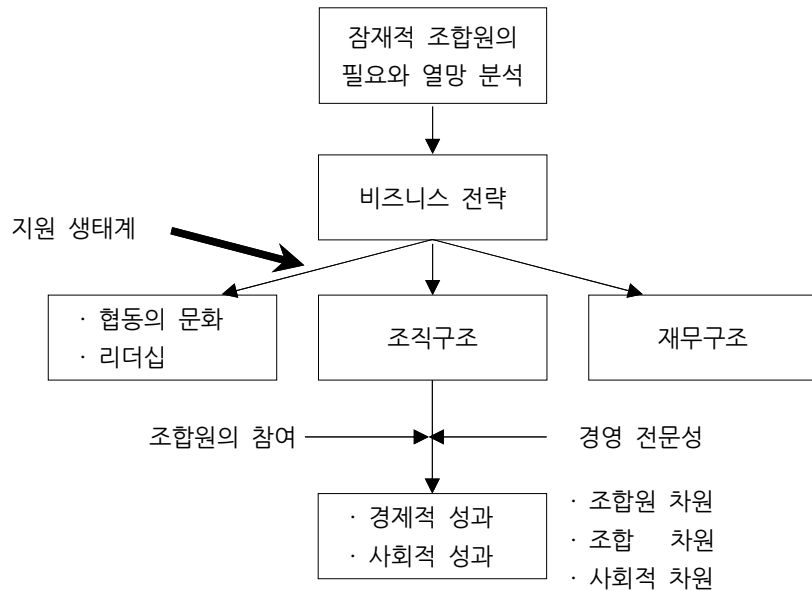 잠재적 조합원의
필요와 열망 분석
비즈니스 전략
지원 생태계
· 협동의 문화
· 리더십
조직구조
재무구조
조합원의 참여
경영 전문성
· 경제적 성과
· 사회적 성과
· 조합원 차원
· 조합 차원
· 사회적 차원